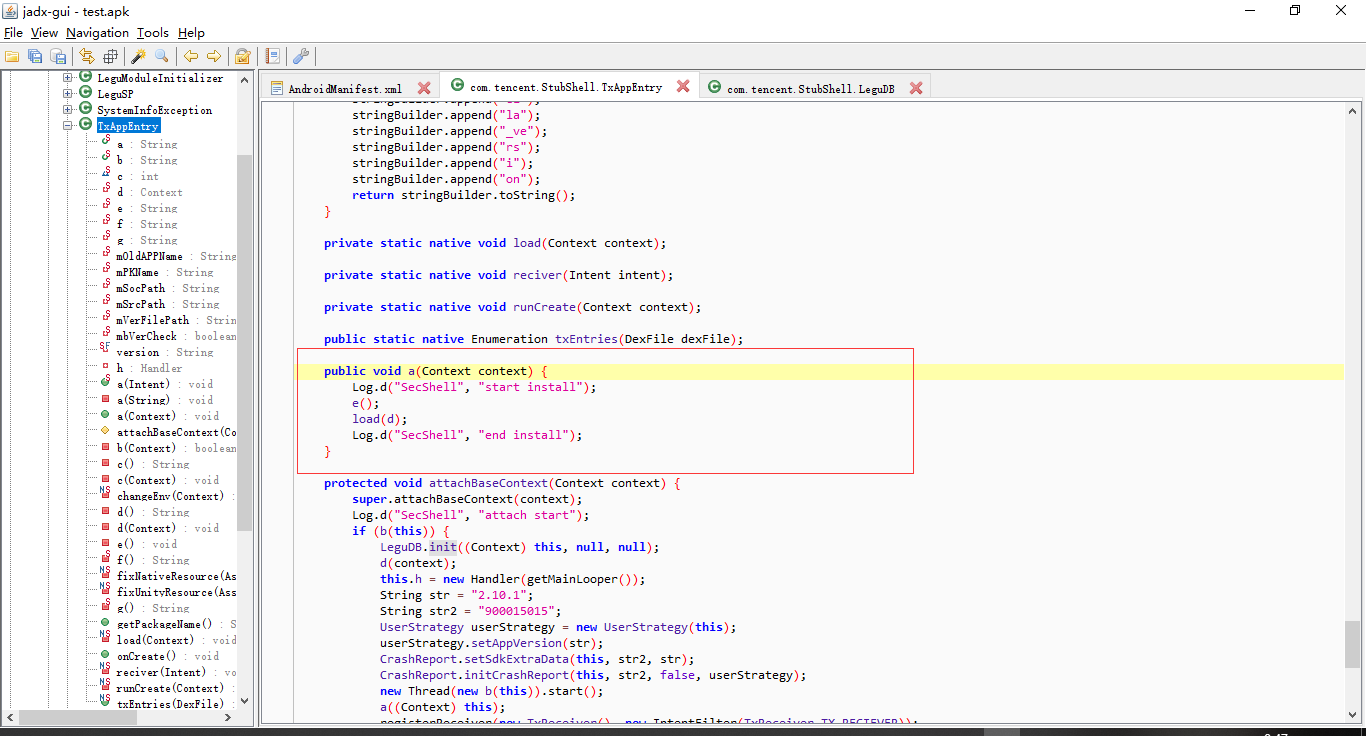 jadx-gui - test.apk
File View Navigation Tools Help
LeguModuleInitializer
LeguSP
SystemInfoException
TxAppEntry
a : String
b : String
c : int
d : Context
e : String
f : String
g : String
mOldAPPName : String
mPKName : String
mSocPath : String
mSrcPath : String
mVerFilePath : Strin
mbVerCheck : boolean
version : String
h : Handler
a(Intent) : void
a(String) : void
a(Context) : void
attachBaseContext(Co
b(Context) : boolean
c() : String
c(Context) : void
changeEnv(Context) :
d() : String
d(Context) : void
e() : void
f() : String
fixNativeResource(As
fixUnityResource(Ass
g() : String
getPackageName() : S
load(Context) : void
onCreate() : void
reciver(Intent) : vo
runCreate(Context) :
txEntries(DexFile) :
AndroidManifest.xml
com.tencent.StubShell.TxAppEntry
com.tencent.StubShell.LeguDB
stringBuilder.append("la");
stringBuilder.append("_ve");
stringBuilder.append("rs");
stringBuilder.append("i");
stringBuilder.append("on");
return stringBuilder.toString();
}
private static native void load(Context context);
private static native void reciver(Intent intent);
private static native void runCreate(Context context);
public static native Enumeration txEntries(DexFile dexFile);
public void a(Context context) {
Log.d("SecShell", "start install");
e();
load(d);
Log.d("SecShell", "end install");
}
protected void attachBaseContext(Context context) {
super.attachBaseContext(context);
Log.d("SecShell", "attach start");
if (b(this)) {
LeguDB.init((Context) this, null, null);
d(context);
this.h = new Handler(getMainLooper());
String str = "2.10.1";
String str2 = "900015015";
UserStrategy userStrategy = new UserStrategy(this);
userStrategy.setAppVersion(str);
CrashReport.setSdkExtraData(this, str2, str);
CrashReport.initCrashReport(this, str2, false, userStrategy);
new Thread(new b(this)).start();
a((Context) this);
registerReceiver(new TxReceiver(), new IntentFilter(TxReceiver.TX_RECIEVER));